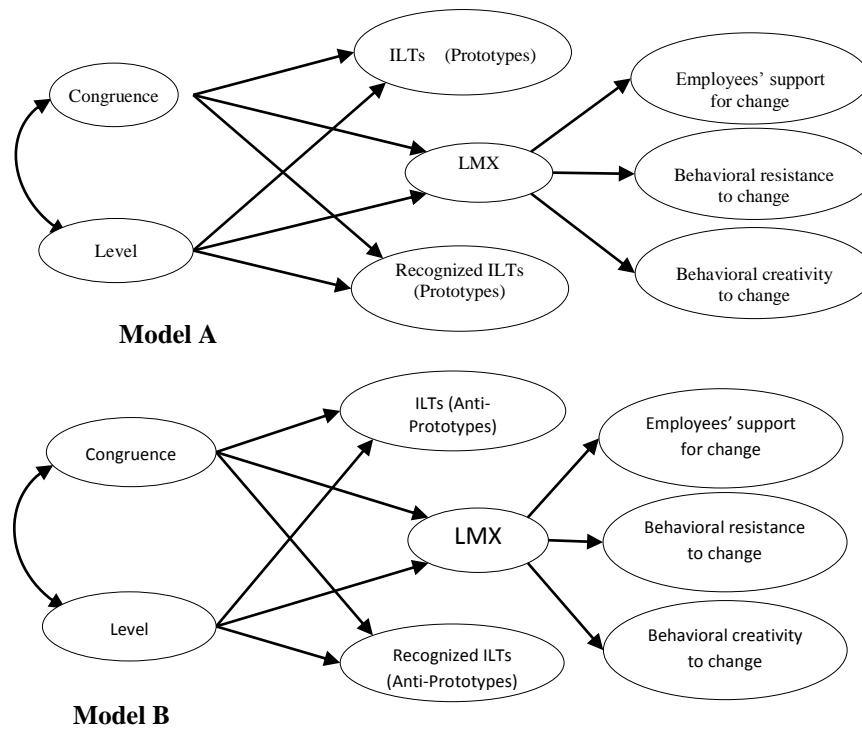 ILTs (Prototypes)
Congruence
Employees’ support
for change
LMX
Behavioral resistance
to change
Level
Recognized ILTs
(Prototypes)
Behavioral creativity
to change
Model A
ILTs (Anti-
Prototypes)
Congruence
Employees’ support
for change
LMX
Behavioral resistance
to change
Level
Recognized ILTs
(Anti-Prototypes)
Behavioral creativity
to change
Model B